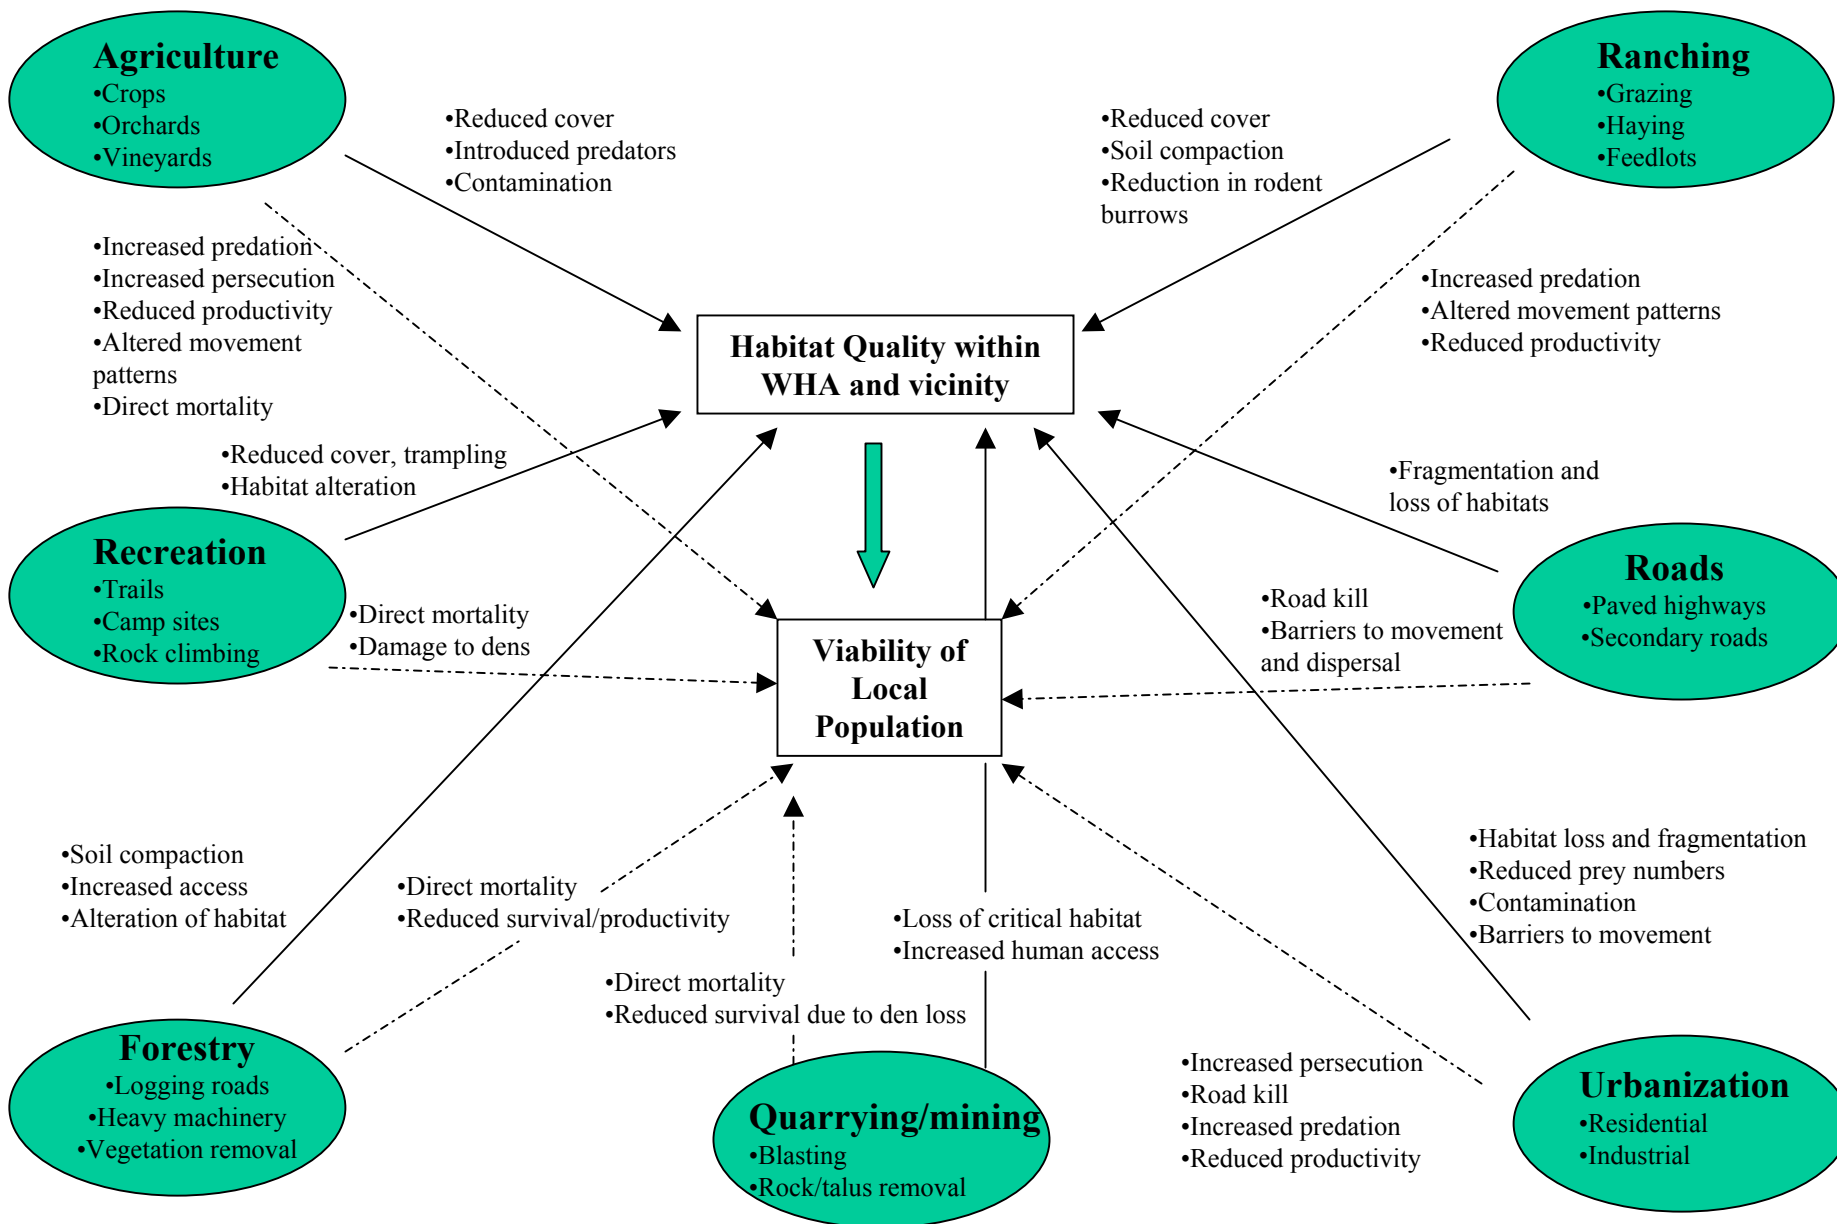 Agriculture
•Crops
•Orchards
•Vineyards
•Reduced cover
•Introduced predators
•Contamination
•Reduced cover
•Soil compaction
•Reduction in rodent
burrows
Ranching
•Grazing
•Haying
•Feedlots
•Increased predation
•Increased persecution
•Reduced productivity
•Altered movement
patterns
•Direct mortality
•Increased predation
•Altered movement patterns
•Reduced productivity
Habitat Quality within
WHA and vicinity
•Reduced cover, trampling
•Habitat alteration
•Fragmentation and
loss of habitats
Recreation
•Trails
•Camp sites
•Rock climbing
•Direct mortality
•Damage to dens
Viability of
Local
Population
•Road kill
•Barriers to movement
and dispersal
Roads
•Paved highways
•Secondary roads
•Soil compaction
•Increased access
•Alteration of habitat
•Direct mortality
•Reduced survival/productivity
•Loss of critical habitat
•Increased human access
•Habitat loss and fragmentation
•Reduced prey numbers
•Contamination
•Barriers to movement
•Direct mortality
•Reduced survival due to den loss
Forestry
•Logging roads
•Heavy machinery
•Vegetation removal
Quarrying/mining
•Blasting
•Rock/talus removal
•Increased persecution
•Road kill
•Increased predation
•Reduced productivity
Urbanization
•Residential
•Industrial